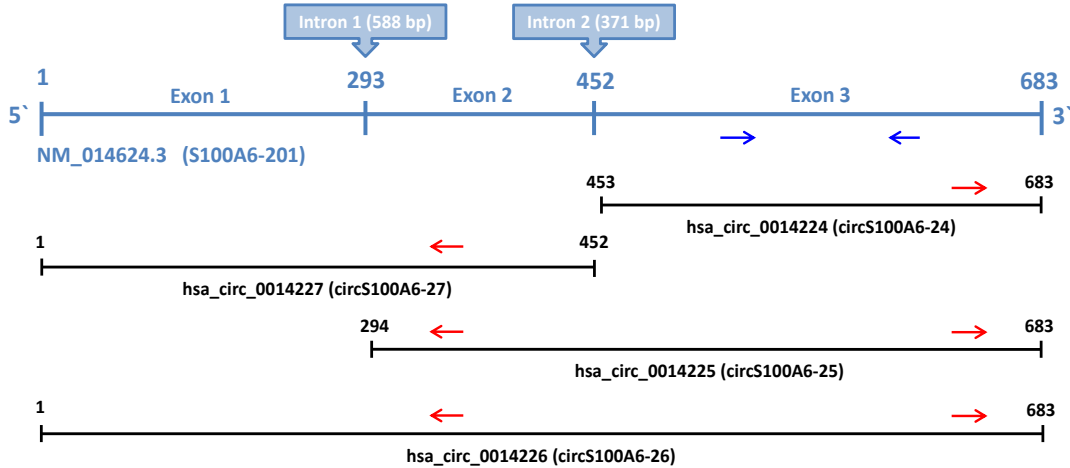 Intron 1 (588 bp)
Intron 2 (371 bp)
1
293
452
683
5`
Exon 1
Exon 2
Exon 3
3`
NM_014624.3 (S100A6-201)
453
683
hsa_circ_0014224 (circS100A6-24)
1
452
hsa_circ_0014227 (circS100A6-27)
294
683
hsa_circ_0014225 (circS100A6-25)
1
683
hsa_circ_0014226 (circS100A6-26)